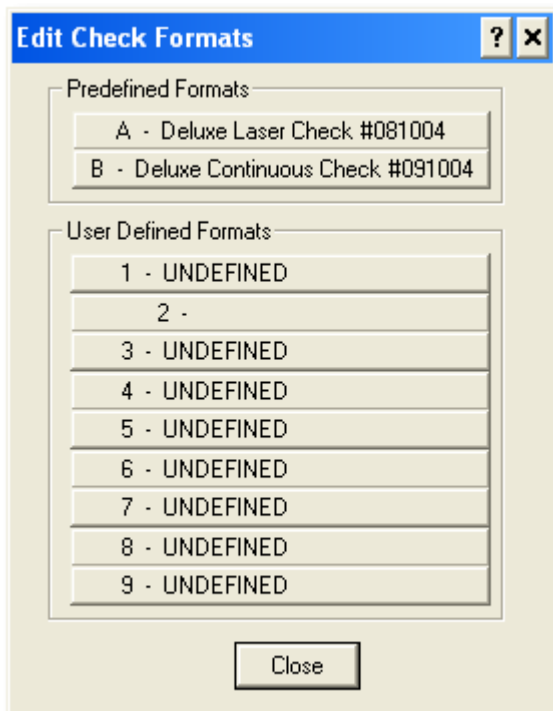 Edit Check Formats
Predefined Formats
A - Deluxe Laser Check #081004
B - Deluxe Continuous Check #091004
User Defined Formats
1 - UNDEFINED
2 -
3 - UNDEFINED
4 - UNDEFINED
5 - UNDEFINED
6 - UNDEFINED
7 - UNDEFINED
8 - UNDEFINED
9 - UNDEFINED
Close